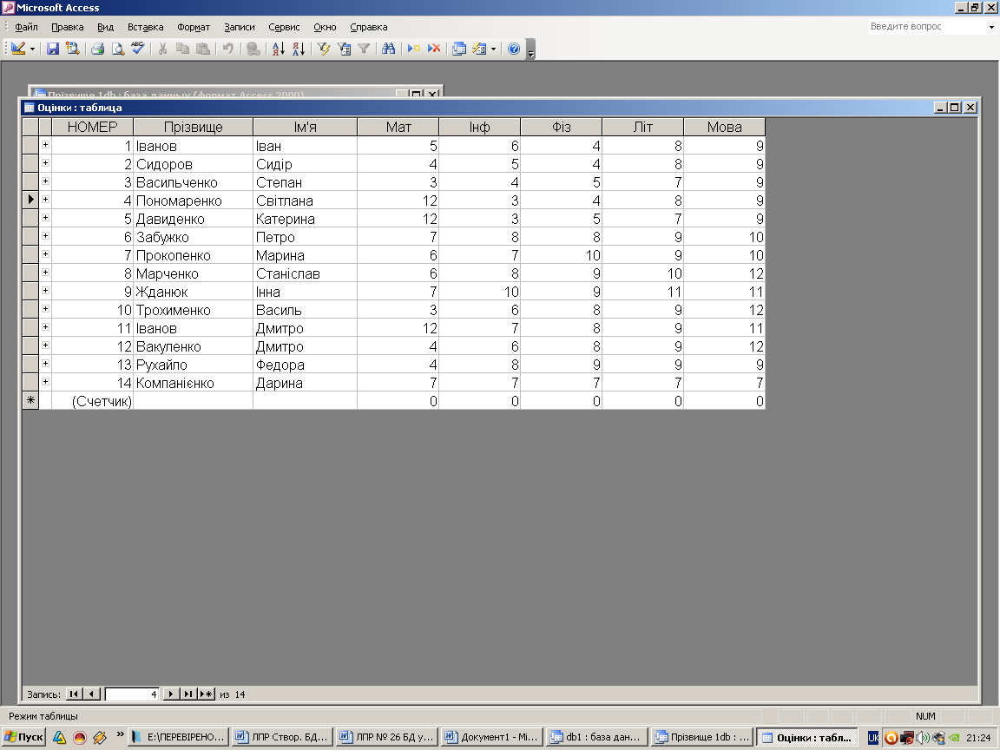 Microsoft Access
Файл Правка Вид Вставка Формат Записи Сервис Окно Справка Введите вопрос
Прізвище 1db : база данных (формат Access 2000)
Оцінки : таблица
НОМЕР Прізвище Ім'я Мат Інф Фіз Літ Мова
1 Іванов Іван 5 6 4 8 9
2 Сидоров Сидір 4 5 4 8 9
3 Васильченко Степан 3 4 5 7 9
4 Пономаренко Світлана 12 3 4 8 9
5 Давиденко Катерина 12 3 5 7 9
6 Забужко Петро 7 8 8 9 10
7 Прокопенко Марина 6 7 10 9 10
8 Марченко Станіслав 6 8 9 10 12
9 Жданюк Інна 7 10 9 11 11
10 Трохименко Василь 3 6 8 9 12
11 Іванов Дмитро 12 7 8 9 11
12 Вакуленко Дмитро 4 6 8 9 12
13 Рухайло Федора 4 8 9 9 9
14 Компанієнко Дарина 7 7 7 7 7
(Счетчик) 0 0 0 0 0
Запись: 4 из 14
Режим таблицы NUM
Пуск » E:\ПЕРЕВІРЕНО... ЛПР Створ. БД... ЛПР № 26 БД у... Документ1 - Mi... db1 : база дан... Прізвище 1db : ... Оцінки : табл... UK 21:24